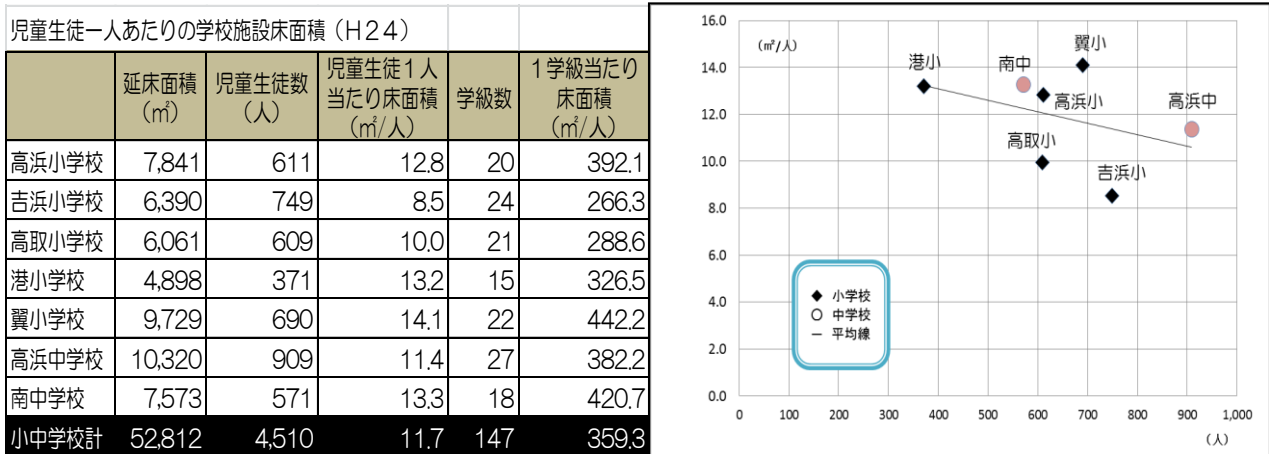 児童生徒一人あたりの学校施設床面積（H24）
延床面積（㎡） 児童生徒数（人） 児童生徒1人当たり床面積（㎡/人） 学級数 1学級当たり床面積（㎡/人）
高浜小学校 7,841 611 12.8 20 392.1
吉浜小学校 6,390 749 8.5 24 266.3
高取小学校 6,061 609 10.0 21 288.6
港小学校 4,898 371 13.2 15 326.5
翼小学校 9,729 690 14.1 22 442.2
高浜中学校 10,320 909 11.4 27 382.2
南中学校 7,573 571 13.3 18 420.7
小中学校計 52,812 4,510 11.7 147 359.3
（㎡/人）
16.0
14.0
12.0
10.0
8.0
6.0
4.0
2.0
0.0
港小
南中
翼小
高浜小
高浜中
高取小
吉浜小
小学校
中学校
平均線
0 100 200 300 400 500 600 700 800 900 1,000
（人）